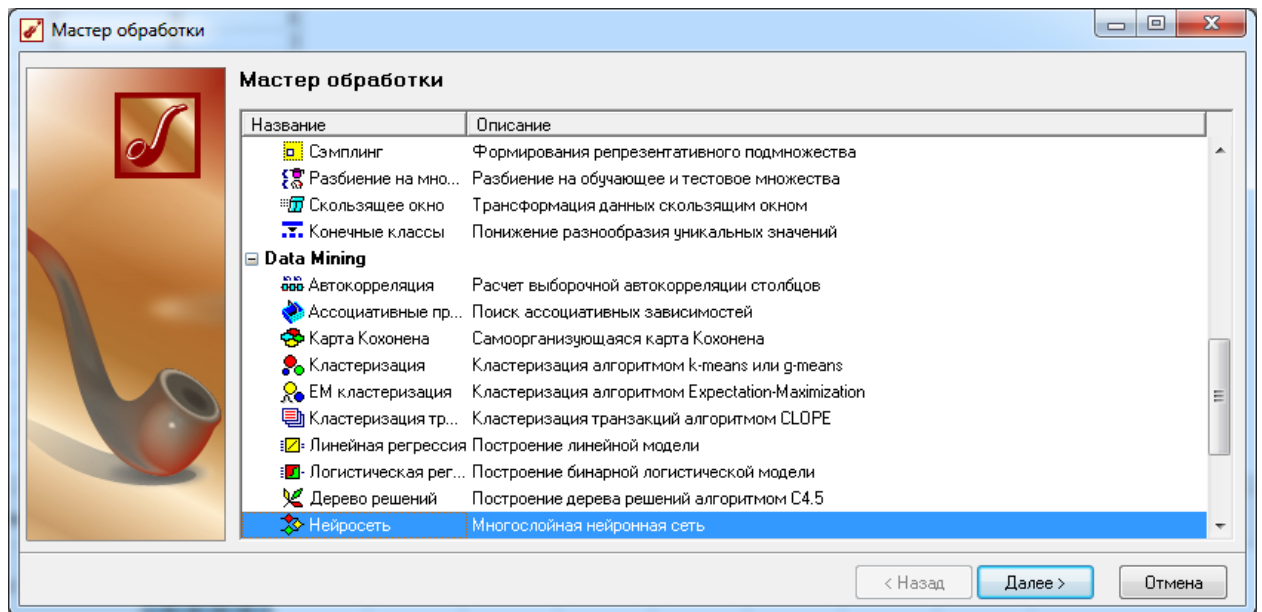 Мастер обработки
Мастер обработки
Название Описание
Сэмплинг Формирования репрезентативного подмножества
Разбиение на мно... Разбиение на обучающее и тестовое множества
Скользящее окно Трансформация данных скользящим окном
Конечные классы Понижение разнообразия уникальных значений
Data Mining
Автокорреляция Расчет выборочной автокорреляции столбцов
Ассоциативные пр... Поиск ассоциативных зависимостей
Карта Кохонена Самоорганизующаяся карта Кохонена
Кластеризация Кластеризация алгоритмом k-means или g-means
EM кластеризация Кластеризация алгоритмом Expectation-Maximization
Кластеризация тр... Кластеризация транзакций алгоритмом CLOPE
Линейная регрессия Построение линейной модели
Логистическая рег... Построение бинарной логистической модели
Дерево решений Построение дерева решений алгоритмом C4.5
Нейросеть Многослойная нейронная сеть
< Назад Далее > Отмена